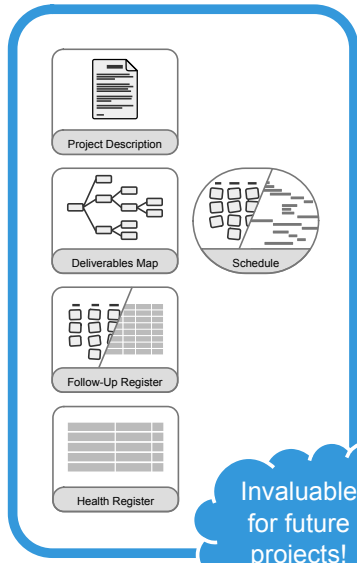 Project Description
Deliverables Map
Schedule
Follow-Up Register
Health Register
Invaluable
for future
projects!